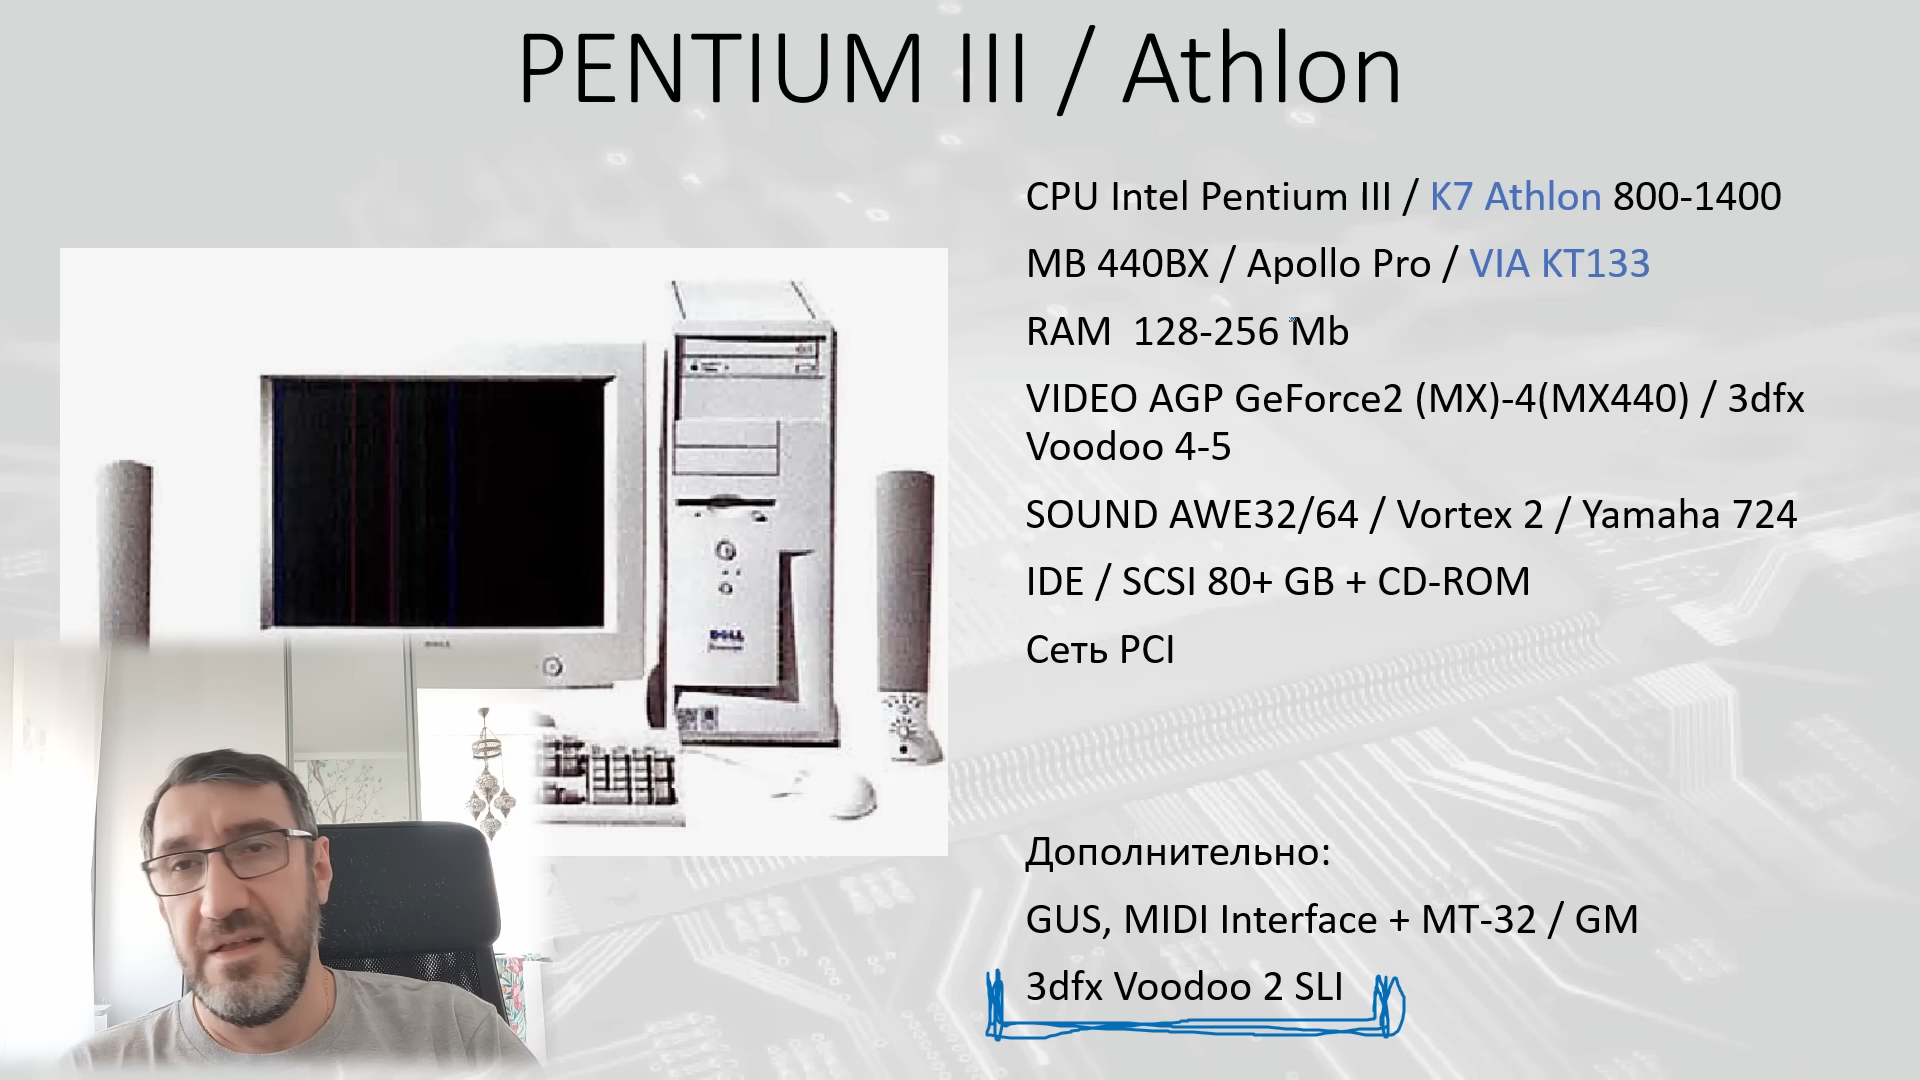 PENTIUM III / Athlon
CPU Intel Pentium III / K7 Athlon 800-1400
MB 440BX / Apollo Pro / VIA KT133
RAM 128-256 Mb
VIDEO AGP GeForce2 (MX)-4(MX440) / 3dfx
Voodoo 4-5
SOUND AWE32/64 / Vortex 2 / Yamaha 724
IDE / SCSI 80+ GB + CD-ROM
Сеть PCI
DELL
Дополнительно:
GUS, MIDI Interface + MT-32 / GM
3dfx Voodoo 2 SLI